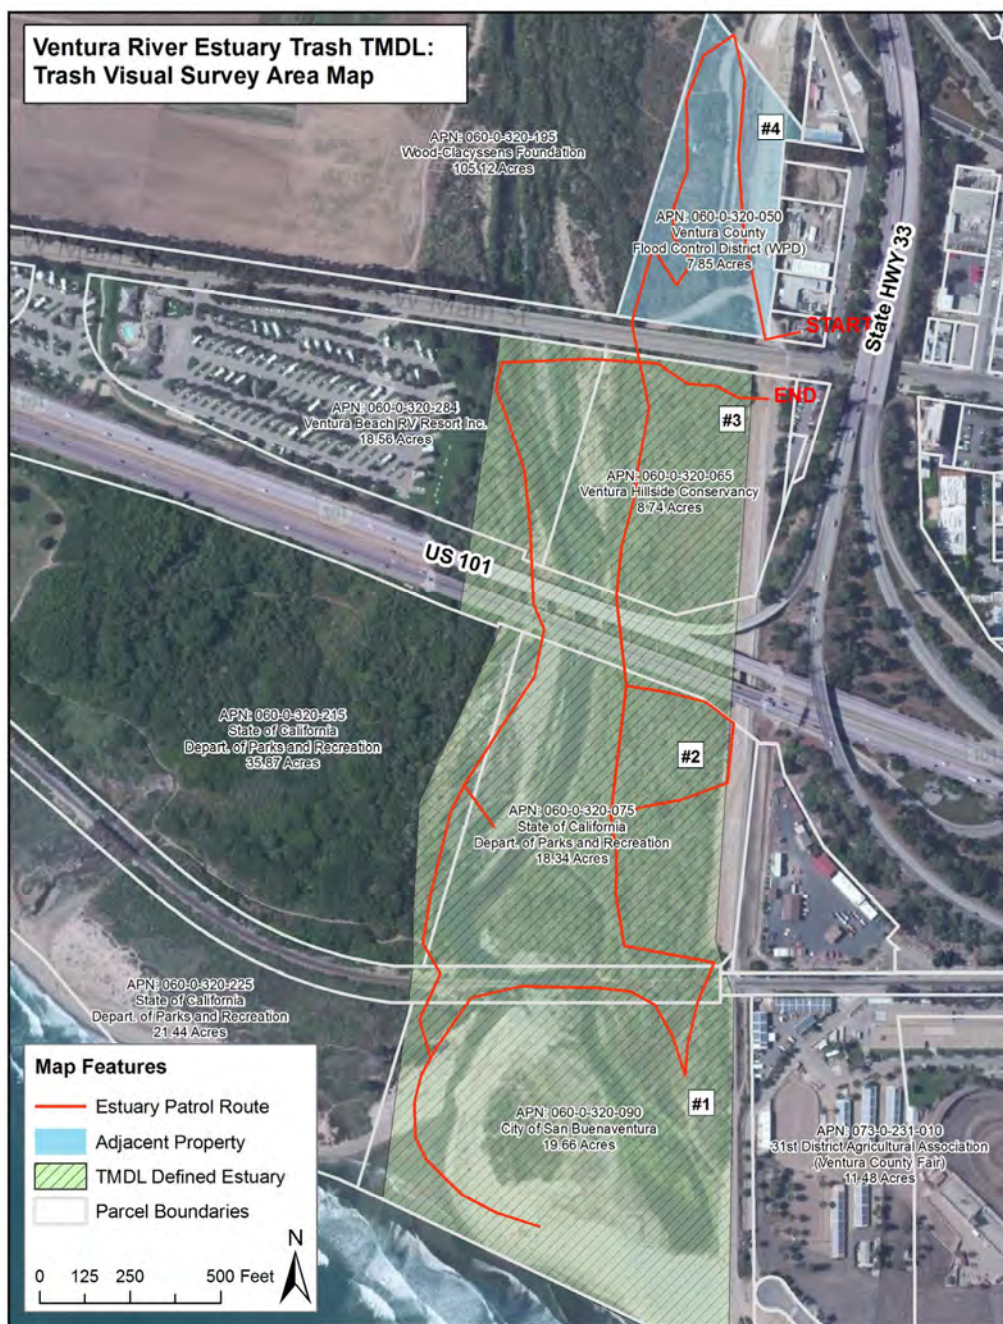 Ventura River Estuary Trash TMDL:
Trash Visual Survey Area Map
APN: 060-0-320-195
Wood-Claeyssens Foundation
105.12 Acres
#4
APN: 060-0-320-050
Ventura County
Flood Control District (WPD)
7.85 Acres
State HWY 33
START
END
#3
APN: 060-0-320-284
Ventura Beach RV Resort Inc.
18.56 Acres
APN: 060-0-320-065
Ventura Hillside Conservancy
8.74 Acres
US 101
APN: 060-0-320-215
State of California
Depart. of Parks and Recreation
35.87 Acres
#2
APN: 060-0-320-075
State of California
Depart. of Parks and Recreation
18.34 Acres
APN: 060-0-320-225
State of California
Depart. of Parks and Recreation
21.44 Acres
#1
APN: 060-0-320-090
City of San Buenaventura
19.66 Acres
APN: 073-0-231-010
31st District Agricultural Association
(Ventura County Fair)
11.48 Acres
Map Features
Estuary Patrol Route
Adjacent Property
TMDL Defined Estuary
Parcel Boundaries
N
0 125 250 500 Feet